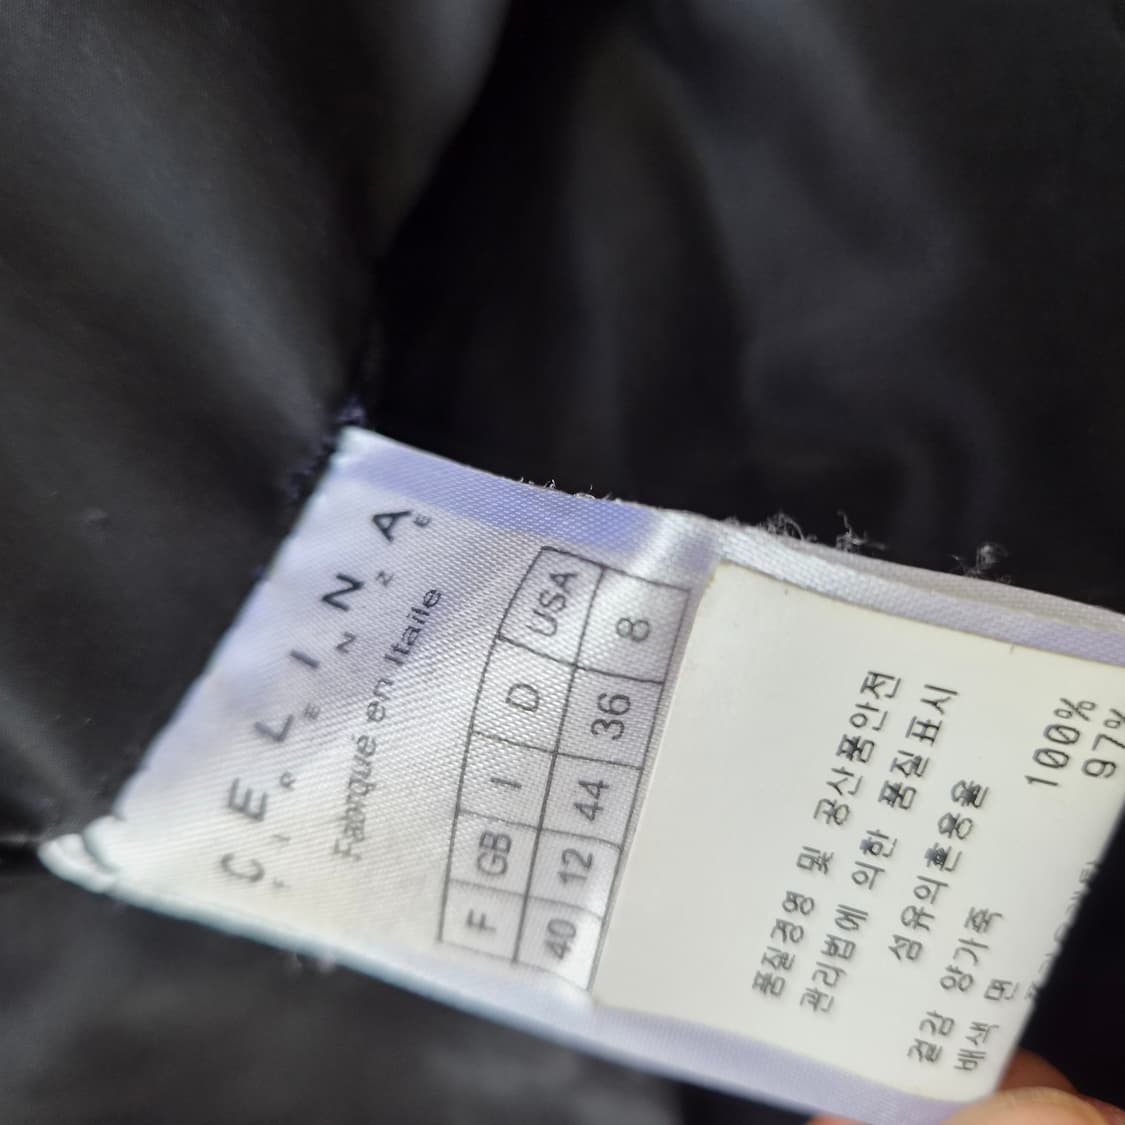 CELINA
TIRENNZE
Fabriqué en Itaile
F GB I D USA
40 12 44 36 8
품질경영 및 공산품안전
관리법에 의한 품질표시
섬유의혼용율
겉감 양가죽 100%
배색 면 97%